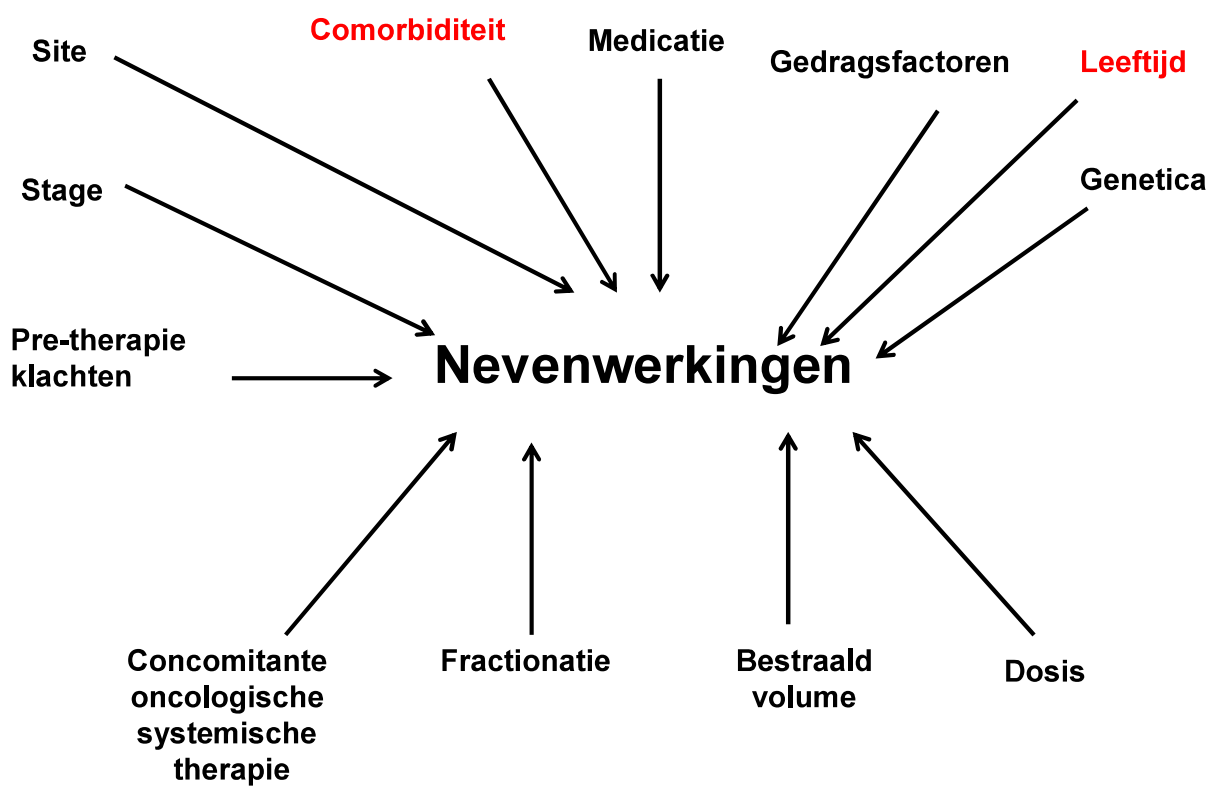 Site
Comorbiditeit
Medicatie
Gedragsfactoren
Leeftijd
Stage
Genetica
Pre-therapie
klachten
Nevenwerkingen
Concomitante
oncologische
systemische
therapie
Fractionatie
Bestraald
volume
Dosis